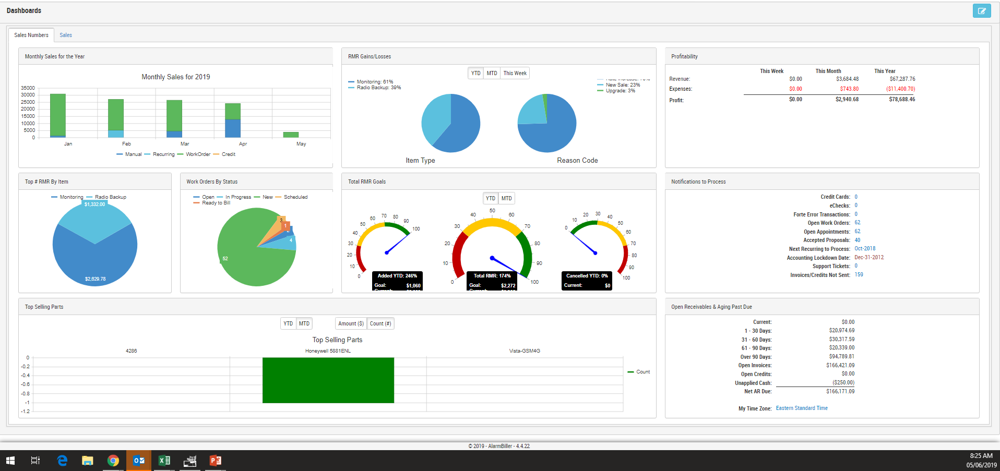 Dashboards
Sales Numbers Sales
Monthly Sales for the Year
Monthly Sales for 2019
35000
30000
25000
20000
15000
10000
5000
0
Jan Feb Mar Apr May
Manual Recurring WorkOrder Credit
RMR Gains/Losses
YTD MTD This Week
Monitoring: 61%
Radio Backup: 39%
New Sale: 23%
Upgrade: 3%
Item Type Reason Code
Profitability
This Week This Month This Year
Revenue: $0.00 $3,684.48 $67,287.76
Expenses: $0.00 $743.80 ($11,400.70)
Profit: $0.00 $2,940.68 $78,688.46
Top # RMR By Item
Monitoring Radio Backup
$1,332.00
$2,629.78
Work Orders By Status
Open In Progress New Scheduled
Ready to Bill
3
1
2
4
52
Total RMR Goals
YTD MTD
0 10 20 30 40 50 60 70 80 90 100
Added YTD: 246%
Goal: $1,060
0 10 20 30 40 50 60 70 80 90 100
Total RMR: 174%
Goal: $2,272
0 10 20 30 40 50 60 70 80 90 100
Cancelled YTD: 0%
Current: $0
Notifications to Process
Credit Cards: 0
eChecks: 0
Forte Error Transactions: 0
Open Work Orders: 62
Open Appointments: 62
Accepted Proposals: 40
Next Recurring to Process: Oct-2018
Accounting Lockdown Date: Dec-31-2012
Support Tickets: 0
Invoices/Credits Not Sent: 159
Top Selling Parts
YTD MTD Amount ($) Count (#)
Top Selling Parts
4286 Honeywell 5881ENL Vista-GSM4G
0
-0.2
-0.4
-0.6
-0.8
-1
-1.2
Count
Open Receivables & Aging Past Due
Current: $0.00
1 - 30 Days: $20,974.69
31 - 60 Days: $30,317.59
61 - 90 Days: $20,339.00
Over 90 Days: $94,789.81
Open Invoices: $166,421.09
Open Credits: $0.00
Unapplied Cash: ($250.00)
Net AR Due: $166,171.09
My Time Zone: Eastern Standard Time
© 2019 - AlarmBiller - 4.4.22
8:25 AM
05/06/2019